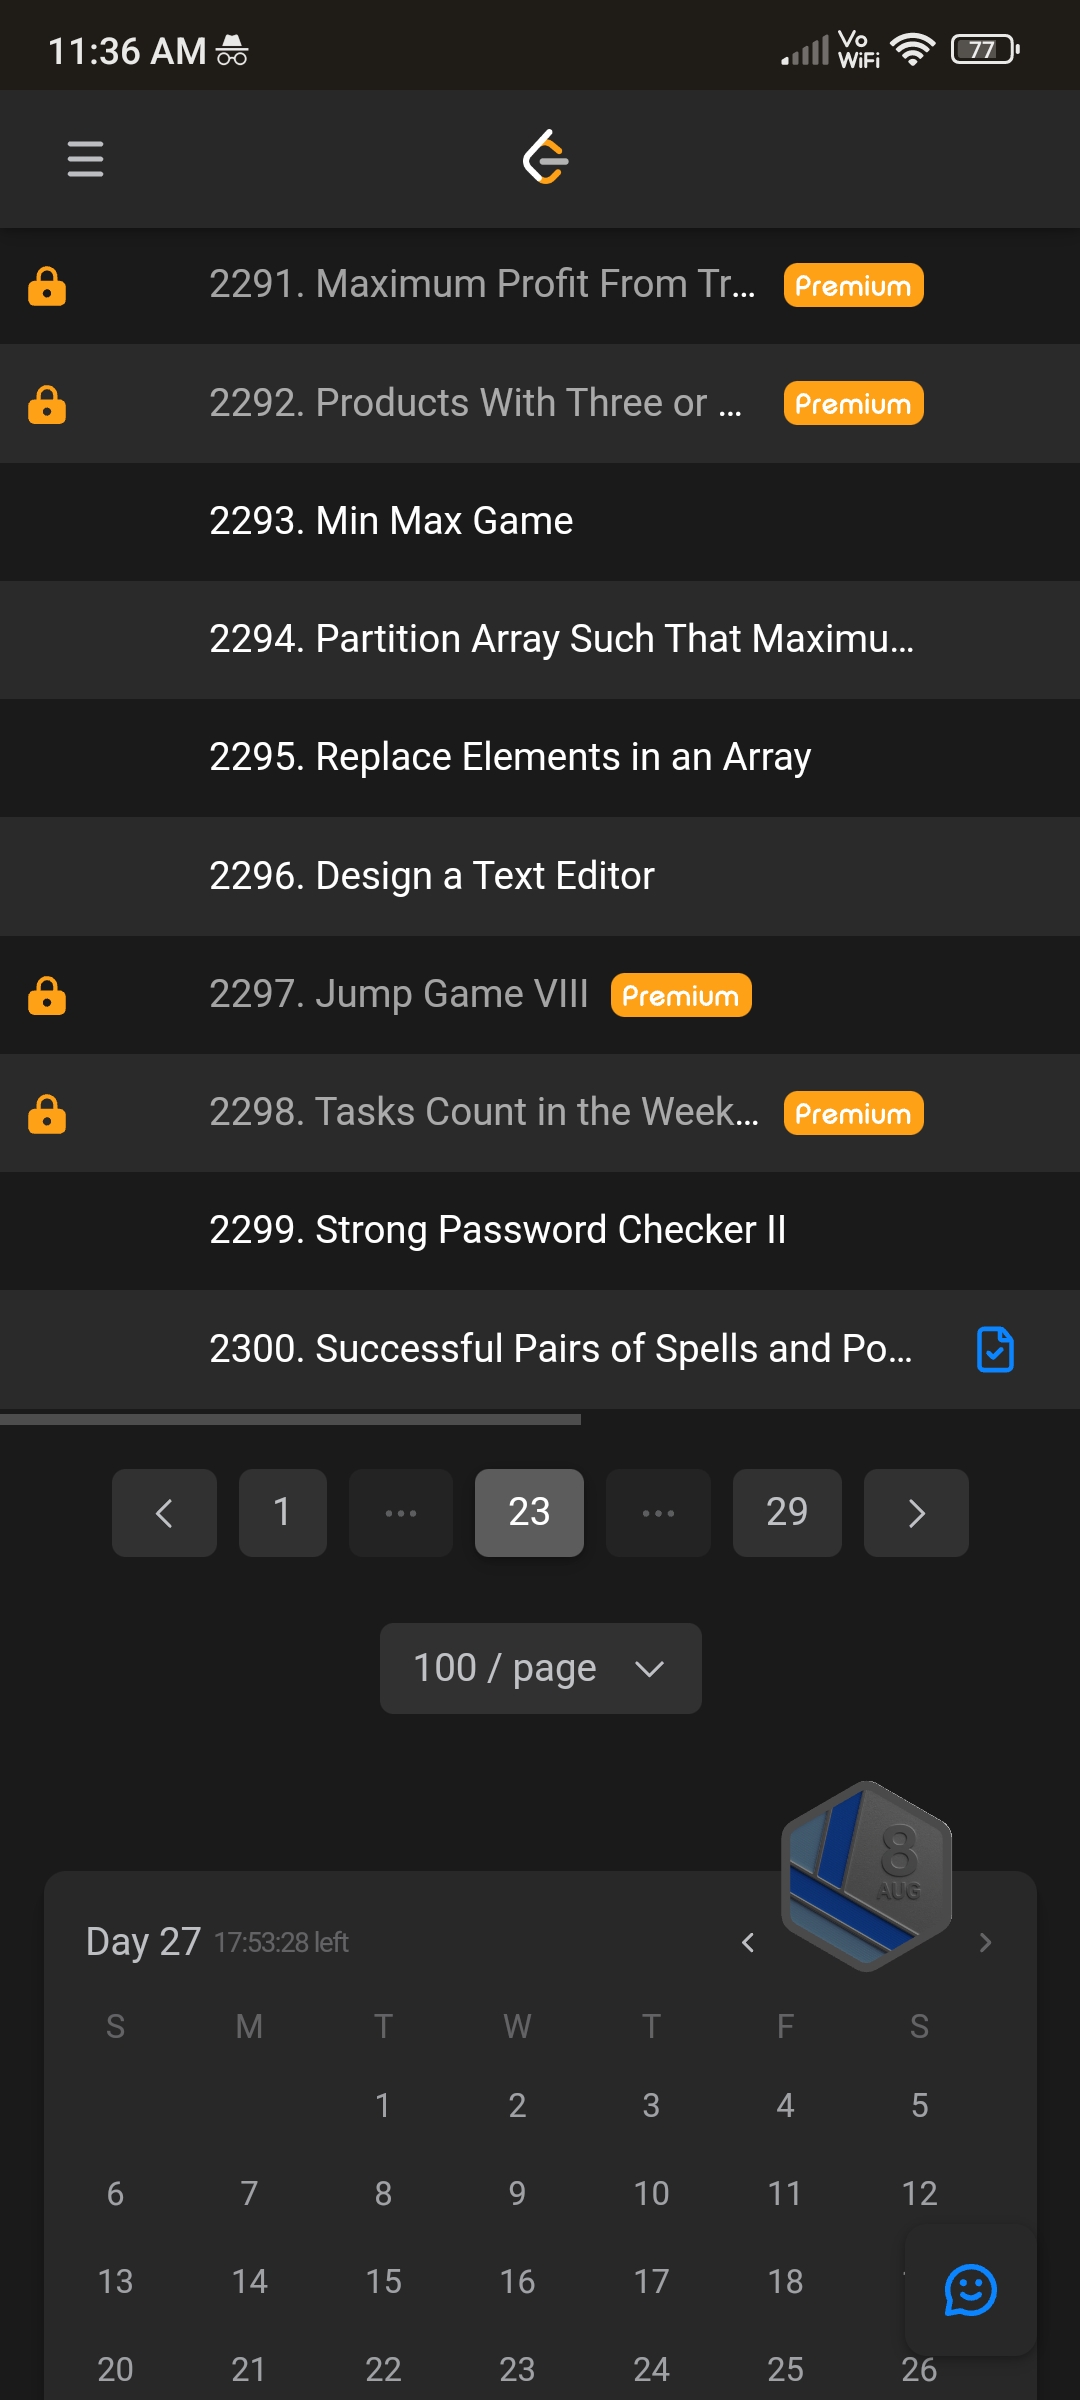 11:36 AM Vo WiFi 77
2291. Maximum Profit From Tr... Premium
2292. Products With Three or ... Premium
2293. Min Max Game
2294. Partition Array Such That Maximu...
2295. Replace Elements in an Array
2296. Design a Text Editor
2297. Jump Game VIII Premium
2298. Tasks Count in the Week... Premium
2299. Strong Password Checker II
2300. Successful Pairs of Spells and Po...
< 1 ... 23 ... 29 >
100 / page
8
AUG
Day 27 17:53:28 left < >
S M T W T F S
1 2 3 4 5
6 7 8 9 10 11 12
13 14 15 16 17 18
20 21 22 23 24 25 26